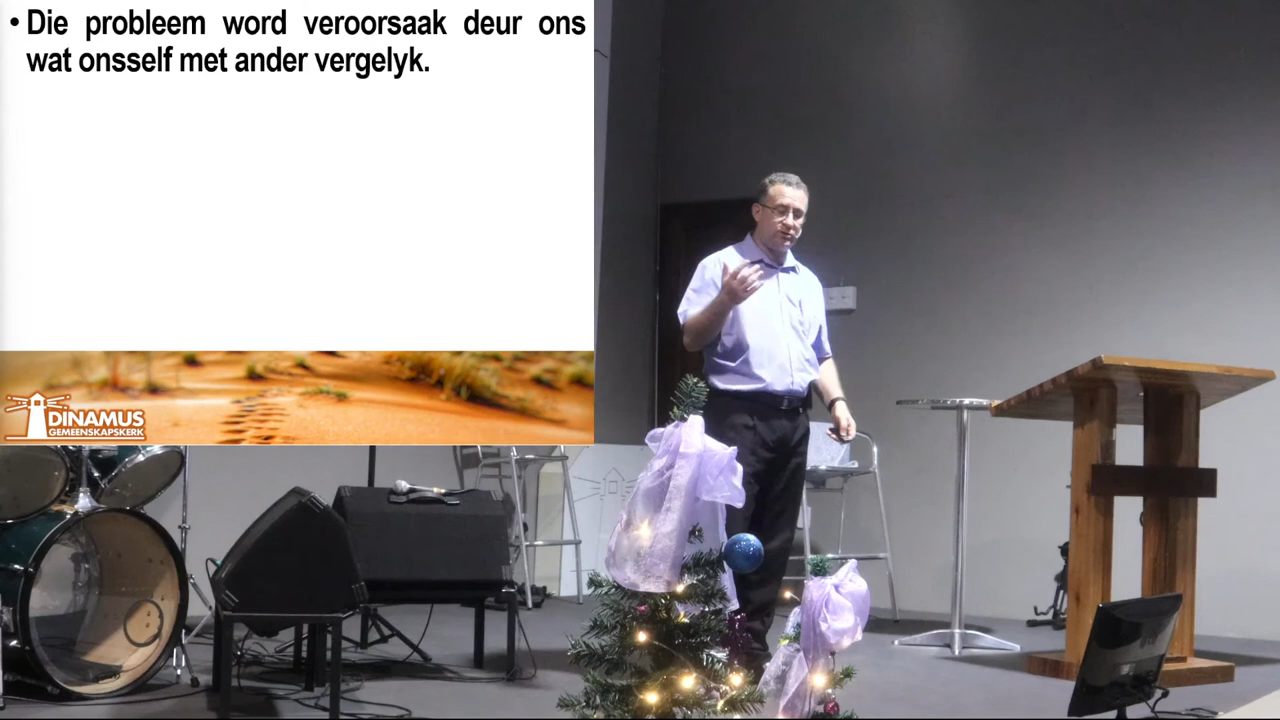 • Die probleem word veroorsaak deur ons
wat onsself met ander vergelyk.
DINAMUS
GEMEENSKAPSKERK